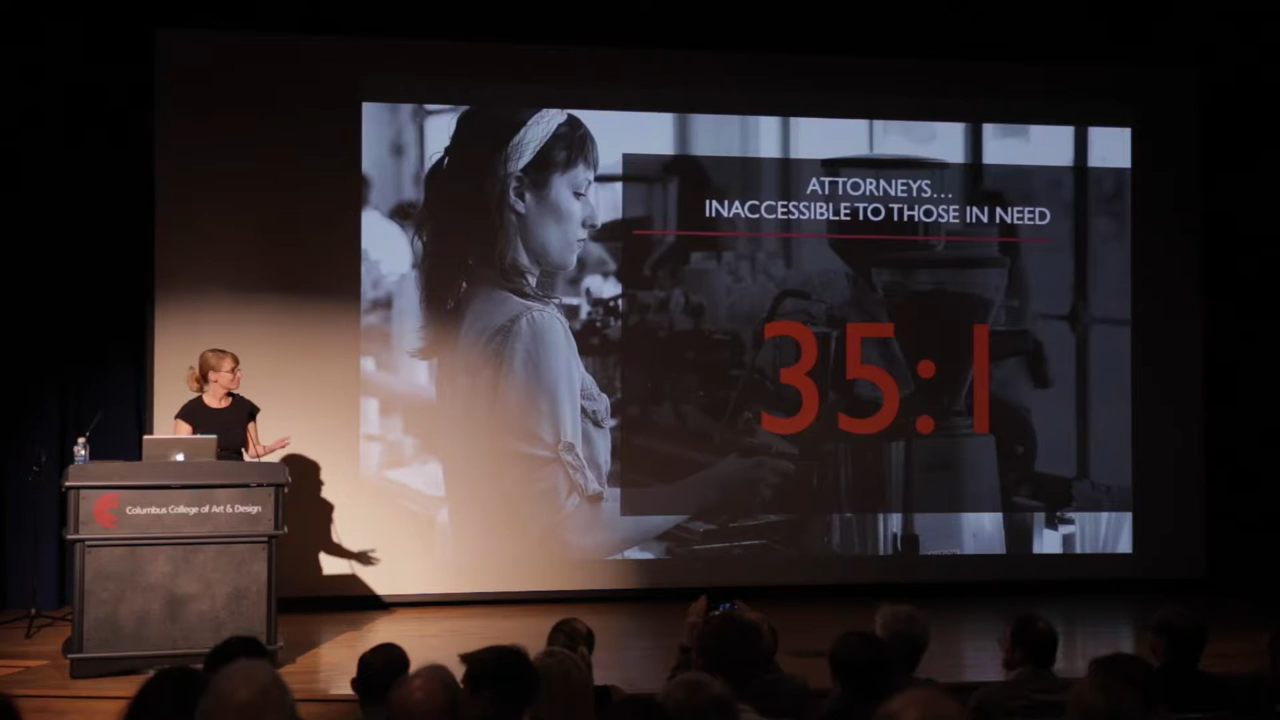 ATTORNEYS...
INACCESSIBLE TO THOSE IN NEED
35:1
Columbus College of Art & Design